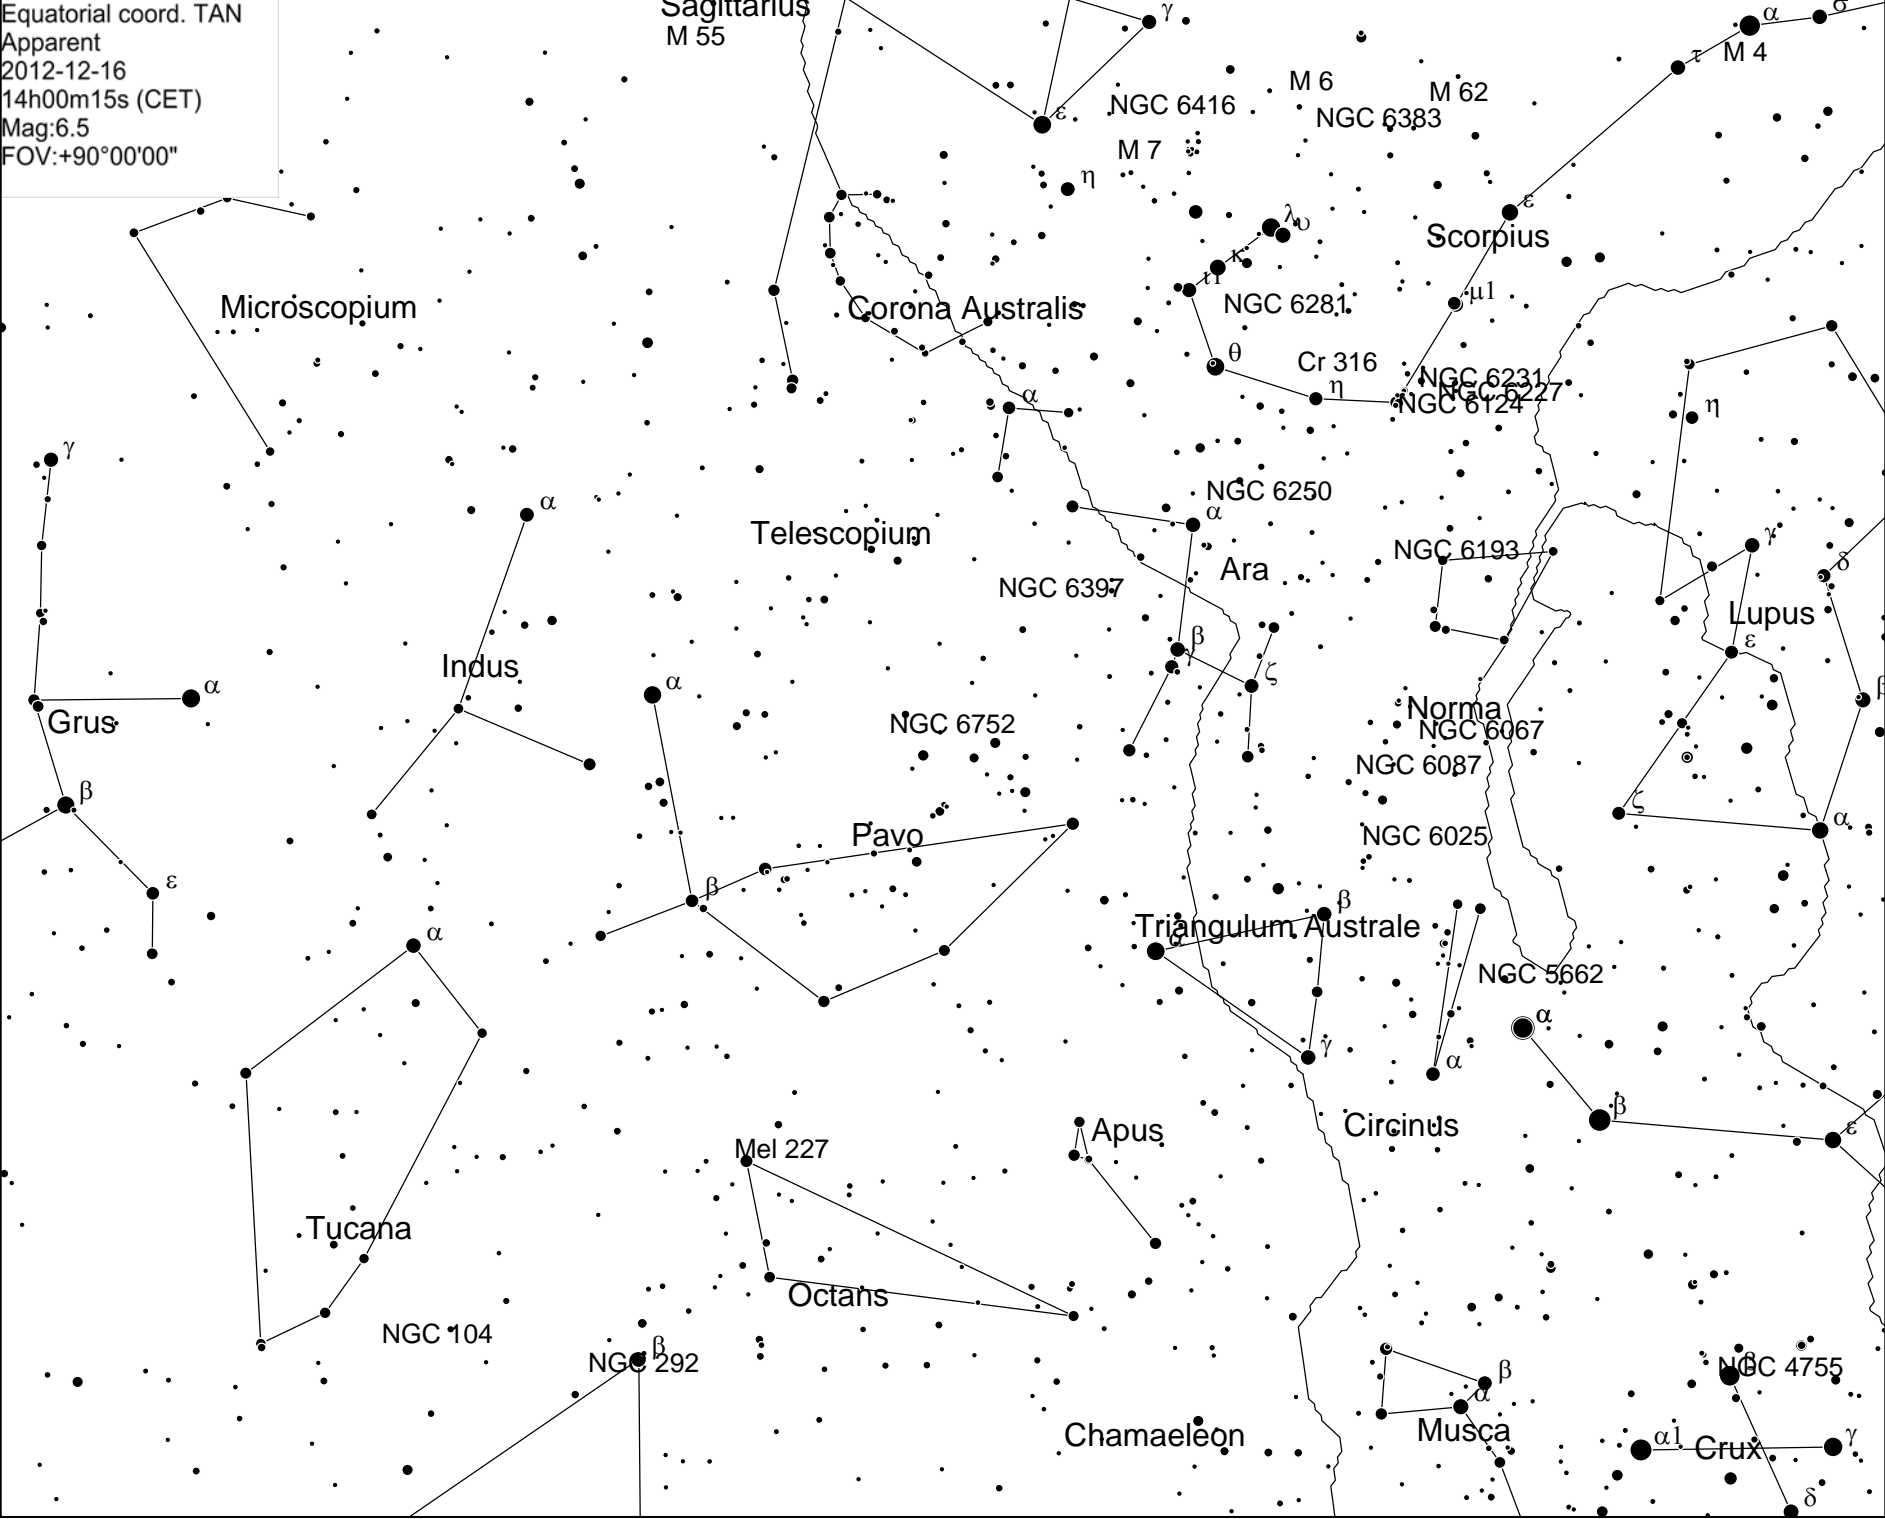 Equatorial coord. TAN
Apparent
2012-12-16
14h00m15s (CET)
Mag:6.5
FOV:+90°00'00"
Sagittarius
M 55
γ
α
σ
τ
M 4
M 6
M 62
NGC 6416
ε
NGC 6383
M 7
η
ε
λ
υ
Scorpius
κ
ι1
μ1
Microscopium
Corona Australis
NGC 6281
θ
Cr 316
NGC 6231
η
NGC 6227
NGC 6124
α
η
γ
α
NGC 6250
α
Telescopium
γ
NGC 6193
δ
Ara
NGC 6397
Lupus
β
ε
γ
Indus
ζ
α
α
β
Grus
NGC 6752
Norma
NGC 6067
NGC 6087
β
ζ
Pavo
NGC 6025
α
ε
β
β
Triangulum Australe
α
α
NGC 5662
α
γ
α
β
Apus
Circinus
ε
Mel 227
Tucana
Octans
NGC 104
β
NGC 292
β
NGC 4755
β
α
Chamaeleon
Musca
α1
Crux
γ
δ